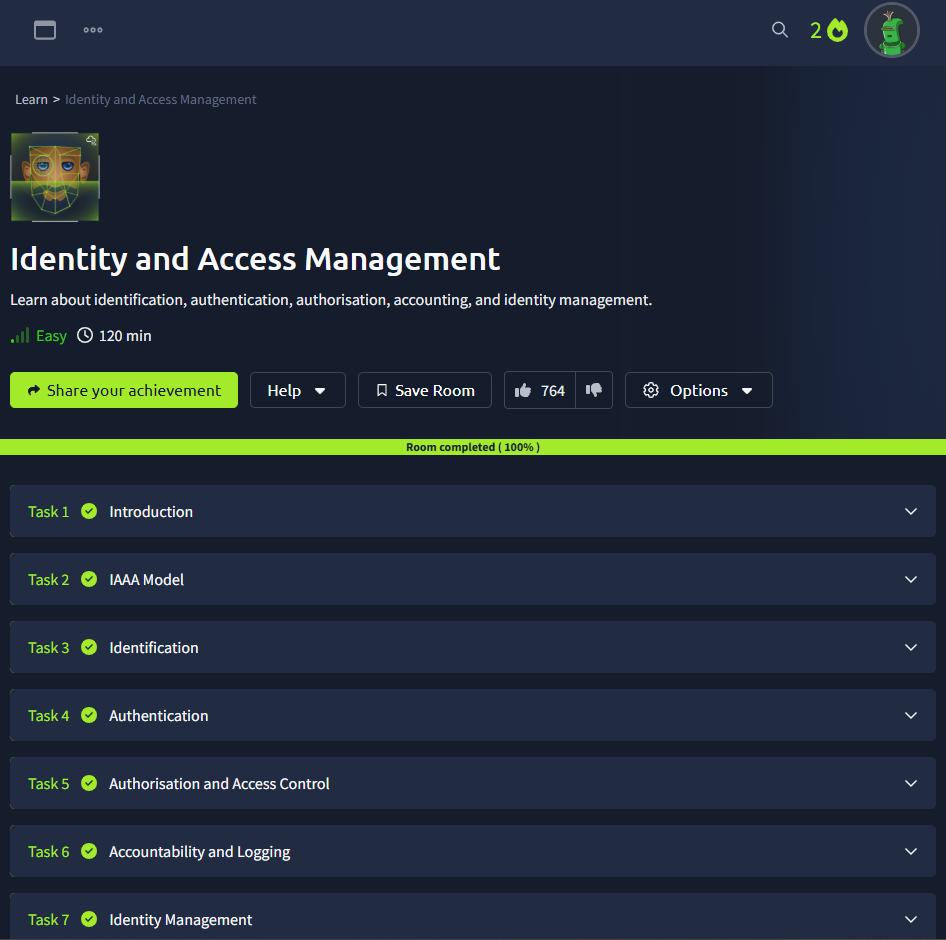 2
Learn > Identity and Access Management
Identity and Access Management
Learn about identification, authentication, authorisation, accounting, and identity management.
Easy 120 min
Share your achievement Help Save Room 764 Options
Room completed ( 100% )
Task 1 Introduction
Task 2 IAAA Model
Task 3 Identification
Task 4 Authentication
Task 5 Authorisation and Access Control
Task 6 Accountability and Logging
Task 7 Identity Management